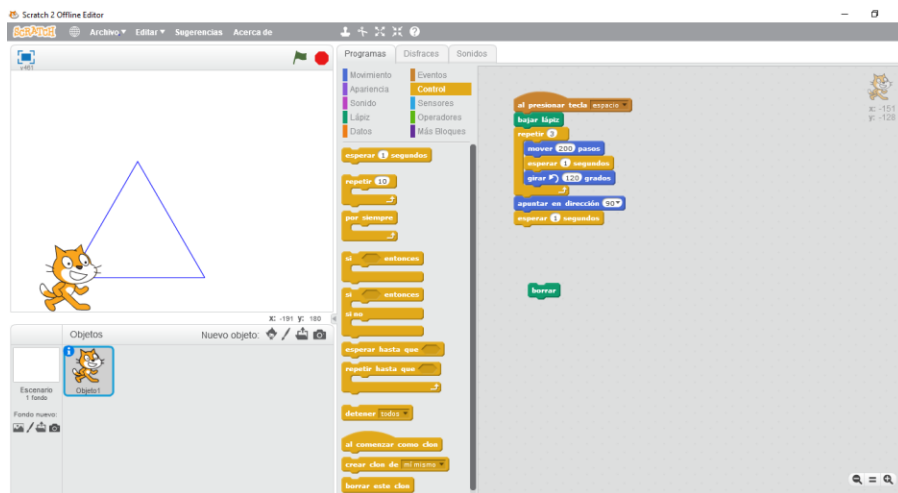 Scratch 2 Offline Editor
SCRATCH Archivo Editar Sugerencias Acerca de
v461
Programas Disfraces Sonidos
Movimiento Eventos
Apariencia Control
Sonido Sensores
Lápiz Operadores
Datos Más Bloques
esperar 1 segundos
repetir 10
por siempre
si entonces
si entonces
si no
esperar hasta que
repetir hasta que
detener todos
al comenzar como clon
crear clon de mí mismo
borrar este clon
al presionar tecla espacio
bajar lápiz
repetir 3
mover 200 pasos
esperar 1 segundos
girar 120 grados
apuntar en dirección 90
esperar 1 segundos
borrar
x: -151
y: -128
X: -191 y: 180
Objetos Nuevo objeto:
Escenario
1 fondo
Objeto1
Fondo nuevo: